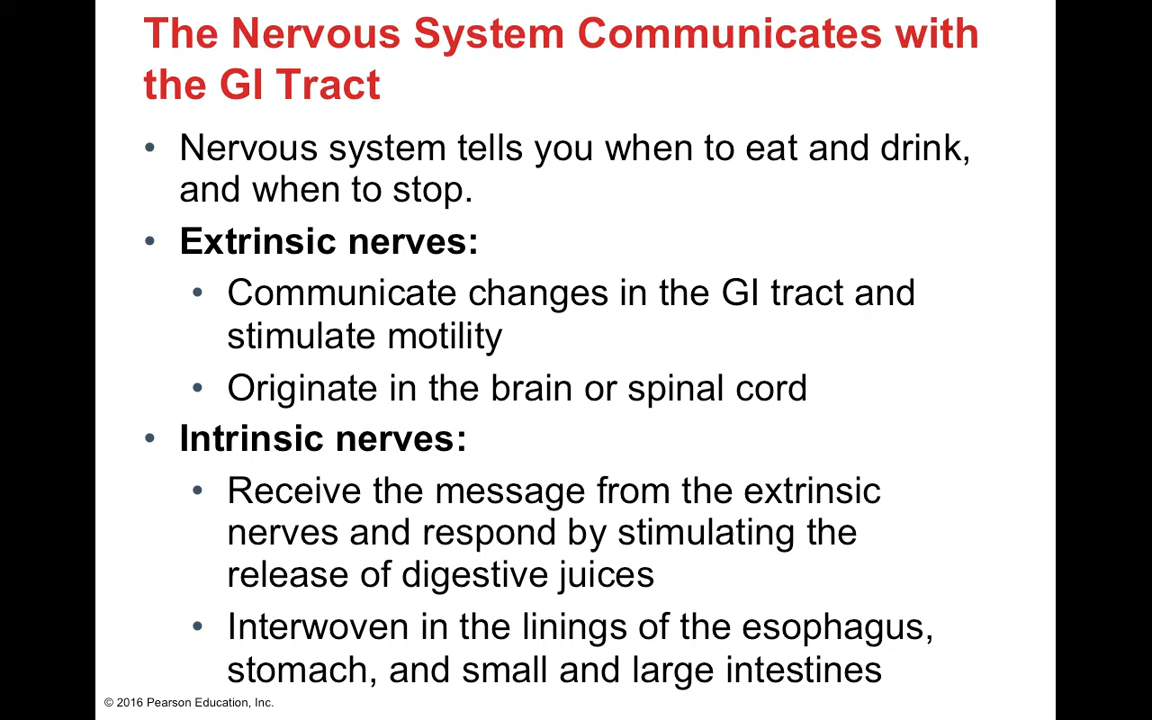 The Nervous System Communicates with
the GI Tract
• Nervous system tells you when to eat and drink,
and when to stop.
• Extrinsic nerves:
• Communicate changes in the GI tract and
stimulate motility
• Originate in the brain or spinal cord
• Intrinsic nerves:
• Receive the message from the extrinsic
nerves and respond by stimulating the
release of digestive juices
• Interwoven in the linings of the esophagus,
stomach, and small and large intestines
© 2016 Pearson Education, Inc.